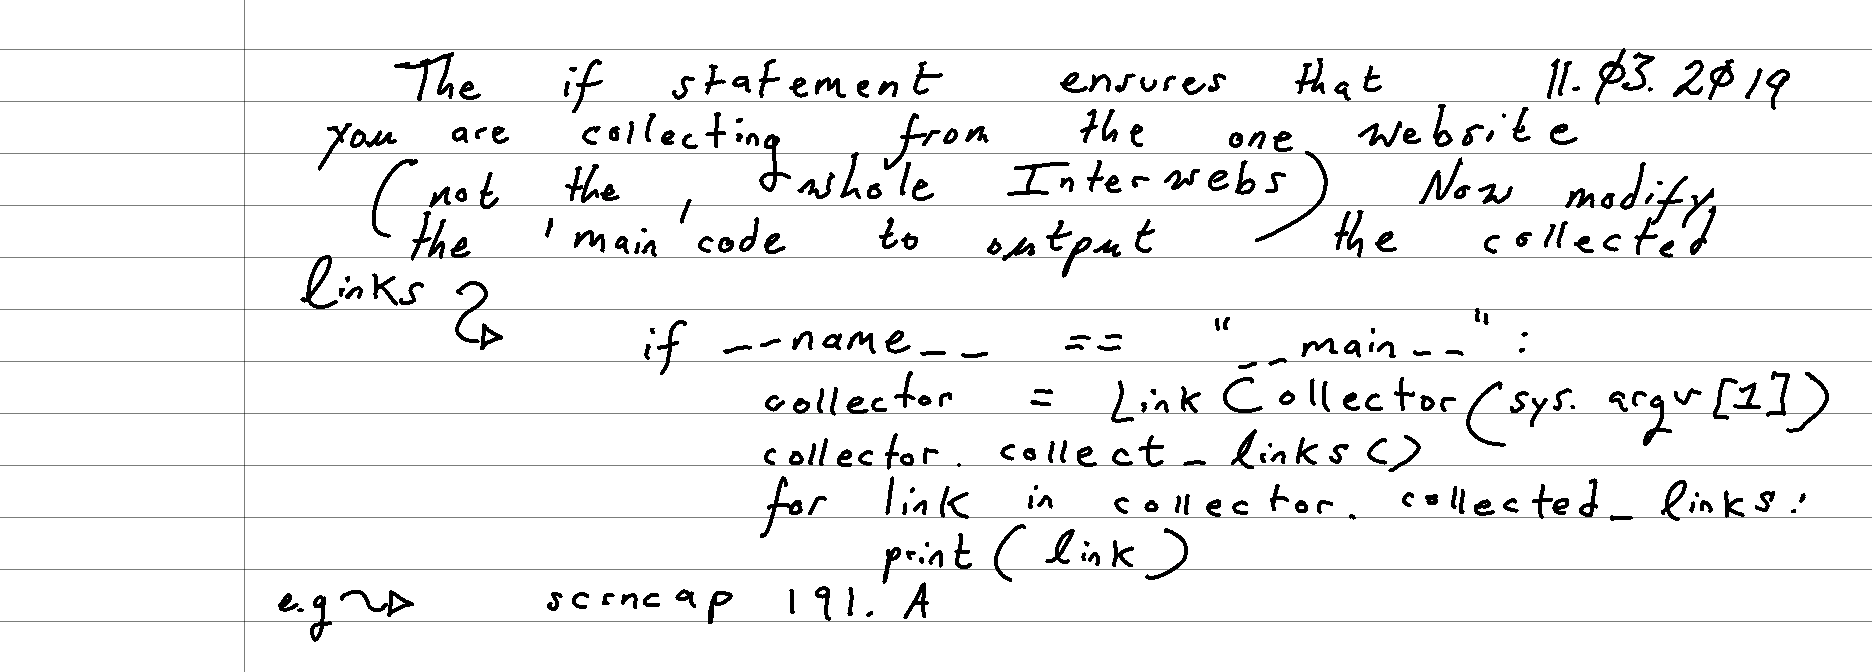 The if statement ensures that 11.03.2019
you are collecting from the one website
(not the whole Interwebs) Now modify
the 'main' code to output the collected
links
if __name__ == "__main__":
collector = LinkCollector(sys.argv[1])
collector.collect_links()
for link in collector.collected_links:
print(link)
e.g scrncap 191.A